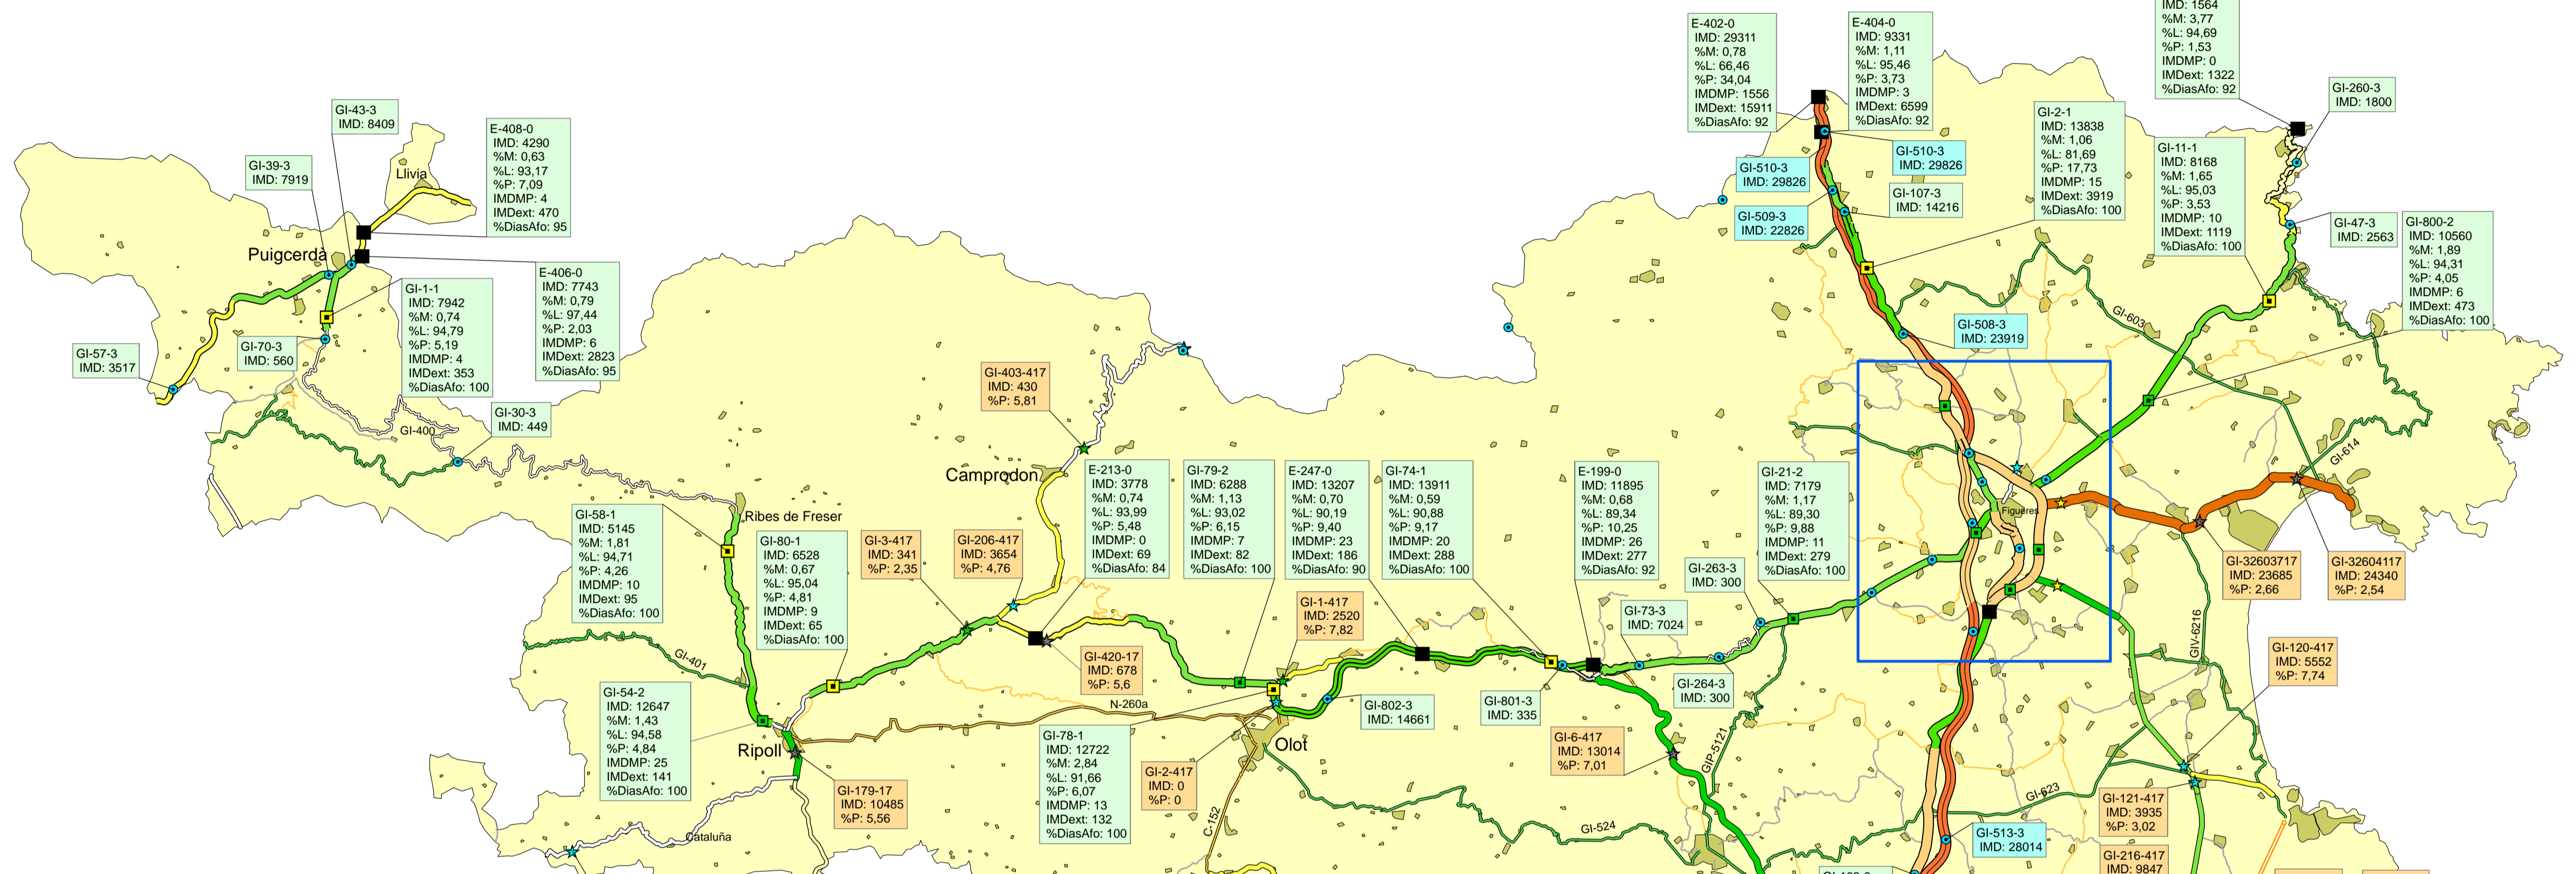 GI-43-3
IMD: 8409
GI-39-3
IMD: 7919
E-408-0
IMD: 4290
%M: 0,63
%L: 93,17
%P: 7,09
IMDMP: 4
IMDext: 470
%DiasAfo: 95
Llivia
Puigcerdà
E-406-0
IMD: 7743
%M: 0,79
%L: 97,44
%P: 2,03
IMDMP: 6
IMDext: 2823
%DiasAfo: 95
GI-1-1
IMD: 7942
%M: 0,74
%L: 94,79
%P: 5,19
IMDMP: 4
IMDext: 353
%DiasAfo: 100
GI-70-3
IMD: 560
GI-57-3
IMD: 3517
GI-30-3
IMD: 449
GI-400
GI-403-417
IMD: 430
%P: 5,81
Camprodon
Ribes de Freser
GI-58-1
IMD: 5145
%M: 1,81
%L: 94,71
%P: 4,26
IMDMP: 10
IMDext: 95
%DiasAfo: 100
GI-80-1
IMD: 6528
%M: 0,67
%L: 95,04
%P: 4,81
IMDMP: 9
IMDext: 65
%DiasAfo: 100
GI-3-417
IMD: 341
%P: 2,35
GI-206-417
IMD: 3654
%P: 4,76
E-213-0
IMD: 3778
%M: 0,74
%L: 93,99
%P: 5,48
IMDMP: 0
IMDext: 69
%DiasAfo: 84
GI-79-2
IMD: 6288
%M: 1,13
%L: 93,02
%P: 6,15
IMDMP: 7
IMDext: 82
%DiasAfo: 100
E-247-0
IMD: 13207
%M: 0,70
%L: 90,19
%P: 9,40
IMDMP: 23
IMDext: 186
%DiasAfo: 90
GI-74-1
IMD: 13911
%M: 0,59
%L: 90,88
%P: 9,17
IMDMP: 20
IMDext: 288
%DiasAfo: 100
E-199-0
IMD: 11895
%M: 0,68
%L: 89,34
%P: 10,25
IMDMP: 26
IMDext: 277
%DiasAfo: 92
GI-21-2
IMD: 7179
%M: 1,17
%L: 89,30
%P: 9,88
IMDMP: 11
IMDext: 279
%DiasAfo: 100
GI-263-3
IMD: 300
GI-73-3
IMD: 7024
GI-264-3
IMD: 300
GI-1-417
IMD: 2520
%P: 7,82
GI-420-17
IMD: 678
%P: 5,6
GI-401
GI-54-2
IMD: 12647
%M: 1,43
%L: 94,58
%P: 4,84
IMDMP: 25
IMDext: 141
%DiasAfo: 100
Ripoll
GI-179-17
IMD: 10485
%P: 5,56
Cataluña
N-260a
GI-78-1
IMD: 12722
%M: 2,84
%L: 91,66
%P: 6,07
IMDMP: 13
IMDext: 132
%DiasAfo: 100
GI-2-417
IMD: 0
%P: 0
Olot
C-152
GI-802-3
IMD: 14661
GI-801-3
IMD: 335
GI-6-417
IMD: 13014
%P: 7,01
GI-524
GIP-5121
E-402-0
IMD: 29311
%M: 0,78
%L: 66,46
%P: 34,04
IMDMP: 1556
IMDext: 15911
%DiasAfo: 92
E-404-0
IMD: 9331
%M: 1,11
%L: 95,46
%P: 3,73
IMDMP: 3
IMDext: 6599
%DiasAfo: 92
GI-510-3
IMD: 29826
GI-510-3
IMD: 29826
GI-509-3
IMD: 22826
GI-107-3
IMD: 14216
GI-2-1
IMD: 13838
%M: 1,06
%L: 81,69
%P: 17,73
IMDMP: 15
IMDext: 3919
%DiasAfo: 100
IMD: 1564
%M: 3,77
%L: 94,69
%P: 1,53
IMDMP: 0
IMDext: 1322
%DiasAfo: 92
GI-260-3
IMD: 1800
GI-11-1
IMD: 8168
%M: 1,65
%L: 95,03
%P: 3,53
IMDMP: 10
IMDext: 1119
%DiasAfo: 100
GI-47-3
IMD: 2563
GI-800-2
IMD: 10560
%M: 1,89
%L: 94,31
%P: 4,05
IMDMP: 6
IMDext: 473
%DiasAfo: 100
GI-508-3
IMD: 23919
GI-603
GI-614
Figueres
GI-32603717
IMD: 23685
%P: 2,66
GI-32604117
IMD: 24340
%P: 2,54
GIV-6216
GI-120-417
IMD: 5552
%P: 7,74
GI-623
GI-121-417
IMD: 3935
%P: 3,02
GI-513-3
IMD: 28014
GI-216-417
IMD: 9847